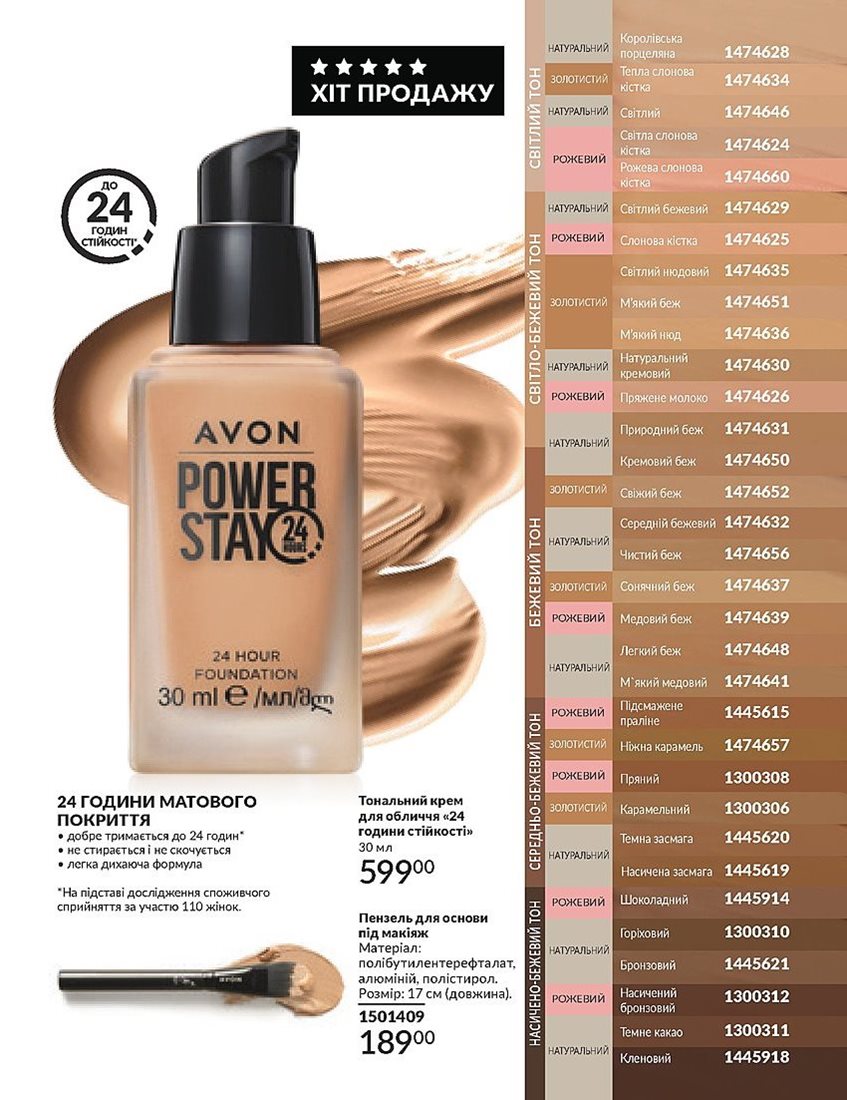 ХІТ ПРОДАЖУ
ДО
24
ГОДИН
СТІЙКОСТІ*
AVON
POWER
STAY 24
HOURS
24 HOUR
FOUNDATION
30 ml e /мл/მლ
24 ГОДИНИ МАТОВОГО
ПОКРИТТЯ
• добре тримається до 24 годин*
• не стирається і не скочується
• легка дихаюча формула
*На підставі дослідження споживчого
сприйняття за участю 110 жінок.
Тональний крем
для обличчя «24
години стійкості»
30 мл
599⁰⁰
Пензель для основи
під макіяж
Матеріал:
полібутилентерефталат,
алюміній, полістирол.
Розмір: 17 см (довжина).
1501409
189⁰⁰
СВІТЛИЙ ТОН
НАТУРАЛЬНИЙ Королівська
порцеляна 1474628
ЗОЛОТИСТИЙ Тепла слонова
кістка 1474634
НАТУРАЛЬНИЙ Світлий 1474646
РОЖЕВИЙ Світла слонова
кістка 1474624
Рожева слонова
кістка 1474660
СВІТЛО-БЕЖЕВИЙ ТОН
НАТУРАЛЬНИЙ Світлий бежевий 1474629
РОЖЕВИЙ Слонова кістка 1474625
ЗОЛОТИСТИЙ Світлий нюдовий 1474635
М'який беж 1474651
М'який нюд 1474636
НАТУРАЛЬНИЙ Натуральний
кремовий 1474630
РОЖЕВИЙ Пряжене молоко 1474626
НАТУРАЛЬНИЙ Природний беж 1474631
Кремовий беж 1474650
БЕЖЕВИЙ ТОН
ЗОЛОТИСТИЙ Свіжий беж 1474652
НАТУРАЛЬНИЙ Середній бежевий 1474632
Чистий беж 1474656
ЗОЛОТИСТИЙ Сонячний беж 1474637
РОЖЕВИЙ Медовий беж 1474639
НАТУРАЛЬНИЙ Легкий беж 1474648
М`який медовий 1474641
СЕРЕДНЬО-БЕЖЕВИЙ ТОН
РОЖЕВИЙ Підсмажене
праліне 1445615
ЗОЛОТИСТИЙ Ніжна карамель 1474657
РОЖЕВИЙ Пряний 1300308
ЗОЛОТИСТИЙ Карамельний 1300306
НАТУРАЛЬНИЙ Темна засмага 1445620
Насичена засмага 1445619
НАСИЧЕНО-БЕЖЕВИЙ ТОН
РОЖЕВИЙ Шоколадний 1445914
НАТУРАЛЬНИЙ Горіховий 1300310
Бронзовий 1445621
РОЖЕВИЙ Насичений
бронзовий 1300312
НАТУРАЛЬНИЙ Темне какао 1300311
Кленовий 1445918